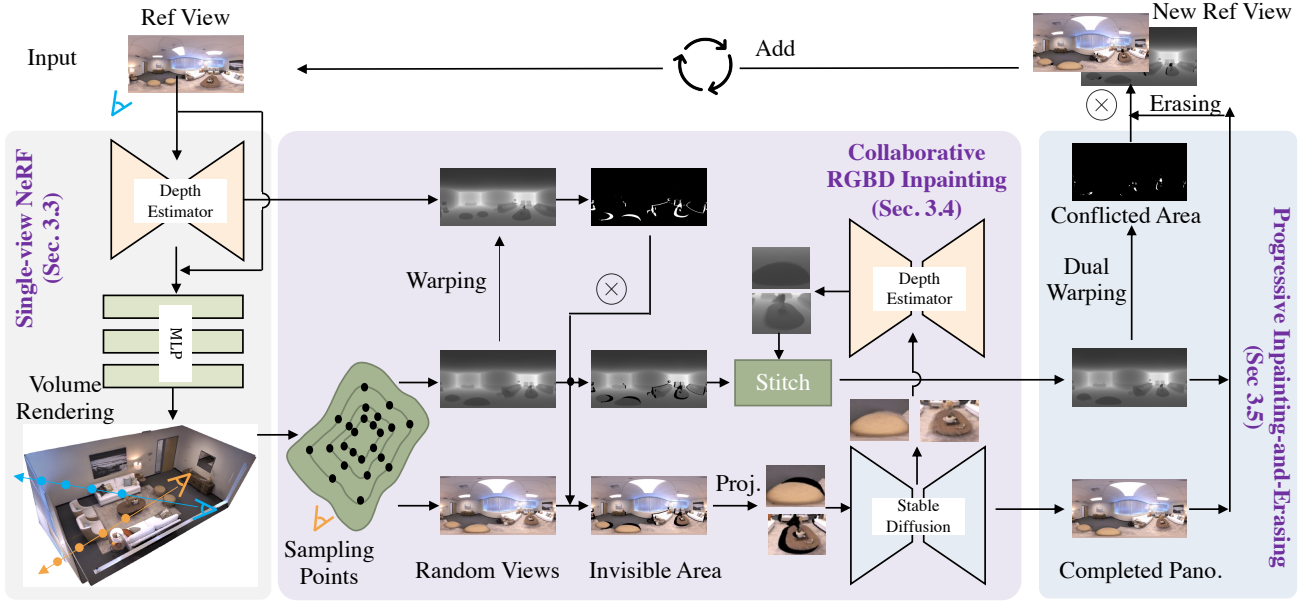 Ref View
New Ref View
Input
Add
Erasing
Single-view NeRF
(Sec. 3.3)
Depth
Estimator
MLP
Volume
Rendering
Collaborative
RGBD Inpainting
(Sec. 3.4)
Warping
Depth
Estimator
Stitch
Proj.
Stable
Diffusion
Sampling
Points
Random Views
Invisible Area
Conflicted Area
Dual
Warping
Progressive Inpainting-and-Erasing
(Sec 3.5)
Completed Pano.